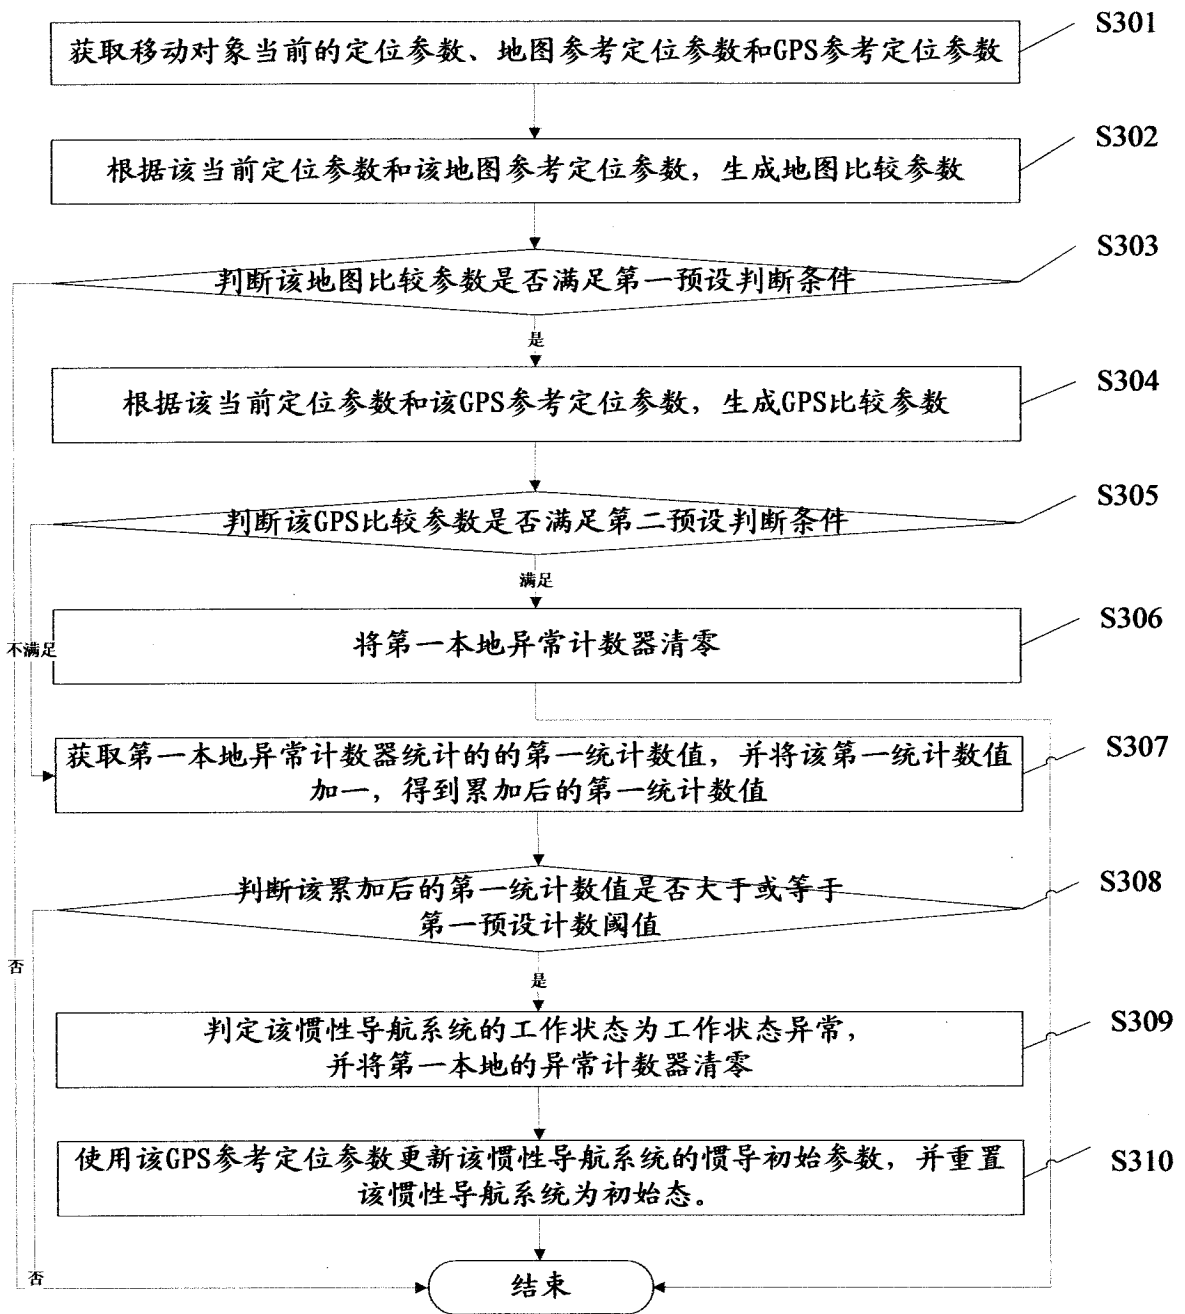 S301
获取移动对象当前的定位参数、地图参考定位参数和GPS参考定位参数
S302
根据该当前定位参数和该地图参考定位参数，生成地图比较参数
S303
判断该地图比较参数是否满足第一预设判断条件
是
S304
根据该当前定位参数和该GPS参考定位参数，生成GPS比较参数
S305
判断该GPS比较参数是否满足第二预设判断条件
满足
S306
将第一本地异常计数器清零
不满足
S307
获取第一本地异常计数器统计的的第一统计数值，并将该第一统计数值
加一，得到累加后的第一统计数值
S308
判断该累加后的第一统计数值是否大于或等于
第一预设计数阈值
否
是
S309
判定该惯性导航系统的工作状态为工作状态异常，
并将第一本地的异常计数器清零
S310
使用该GPS参考定位参数更新该惯性导航系统的惯导初始参数，并重置
该惯性导航系统为初始态。
否
结束